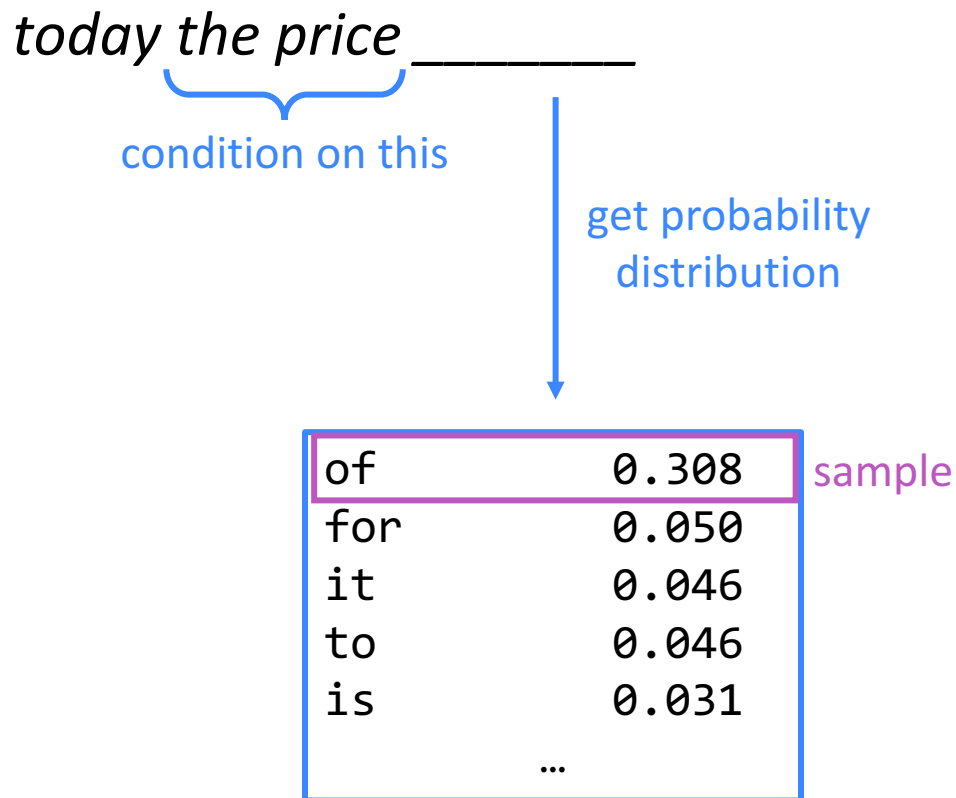 today the price _______
condition on this
get probability
distribution
of 0.308 sample
for 0.050
it 0.046
to 0.046
is 0.031
…